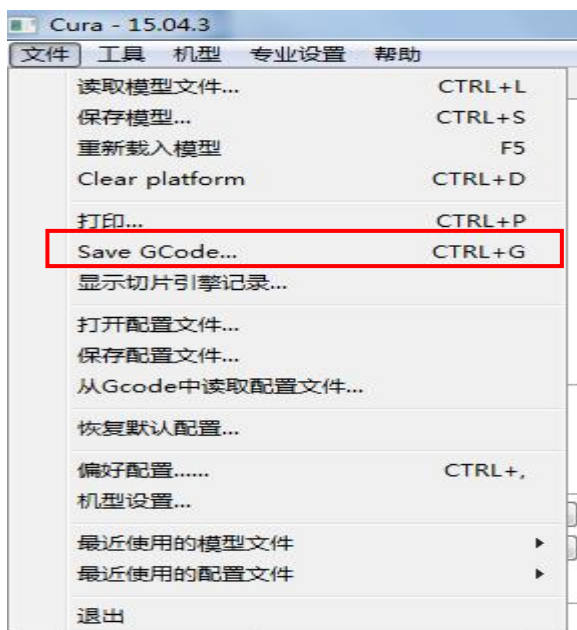 Cura - 15.04.3
文件 工具 机型 专业设置 帮助
读取模型文件... CTRL+L
保存模型... CTRL+S
重新载入模型 F5
Clear platform CTRL+D
打印... CTRL+P
Save GCode... CTRL+G
显示切片引擎记录...
打开配置文件...
保存配置文件...
从Gcode中读取配置文件...
恢复默认配置...
偏好配置...... CTRL+,
机型设置...
最近使用的模型文件
最近使用的配置文件
退出